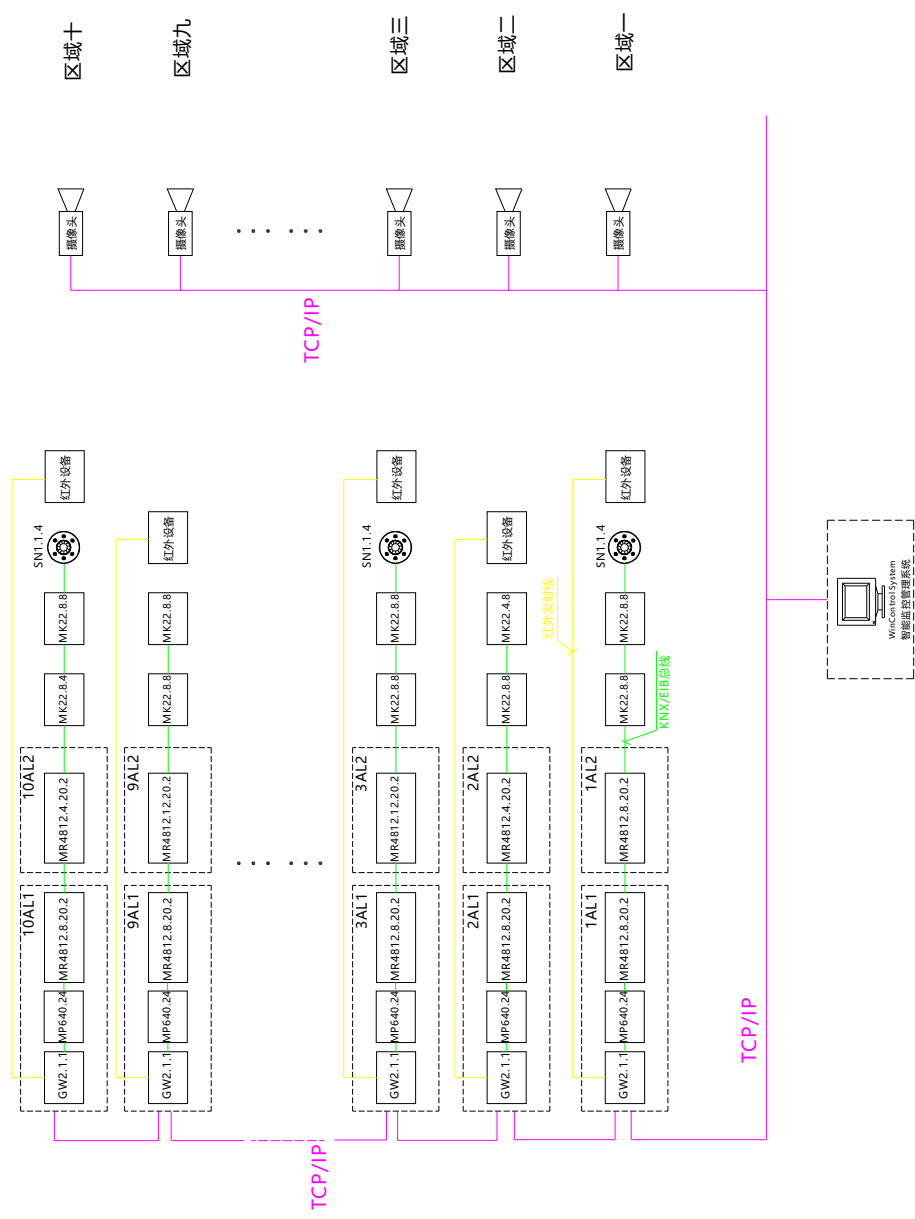 区域十
区域九
区域三
区域二
区域一
摄像头
摄像头
摄像头
摄像头
摄像头
TCP/IP
红外设备
红外设备
红外设备
红外设备
红外设备
SN1.1.4
SN1.1.4
SN1.1.4
MK22.8.8
MK22.8.8
MK22.8.8
MK22.4.8
MK22.8.8
红外发射线
WinControl System
智能监控管理系统
MK22.8.4
MK22.8.8
MK22.8.8
MK22.8.8
MK22.8.8
KNX/EIB总线
10AL2
9AL2
3AL2
2AL2
1AL2
MR4812.4.20.2
MR4812.12.20.2
MR4812.12.20.2
MR4812.4.20.2
MR4812.8.20.2
10AL1
9AL1
3AL1
2AL1
1AL1
MR4812.8.20.2
MR4812.8.20.2
MR4812.8.20.2
MR4812.8.20.2
MR4812.8.20.2
MP640.24
MP640.24
MP640.24
MP640.24
MP640.24
TCP/IP
GW2.1.1
GW2.1.1
GW2.1.1
GW2.1.1
GW2.1.1
TCP/IP